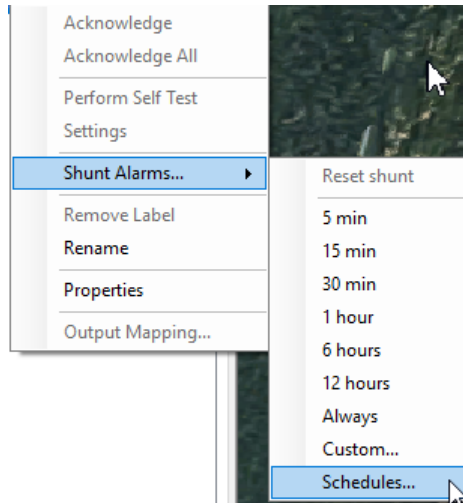 Acknowledge
Acknowledge All
Perform Self Test
Settings
Shunt Alarms...
Remove Label
Rename
Properties
Output Mapping...
Reset shunt
5 min
15 min
30 min
1 hour
6 hours
12 hours
Always
Custom...
Schedules...